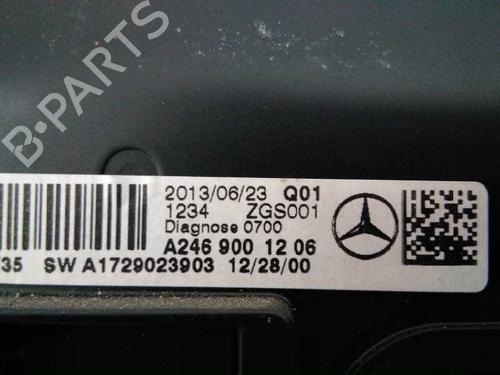 B-PARTS
2013/06/23 Q01
1234 ZGS001
Diagnose 0700
A246 900 12 06
35 SW A1729023903 12/28/00